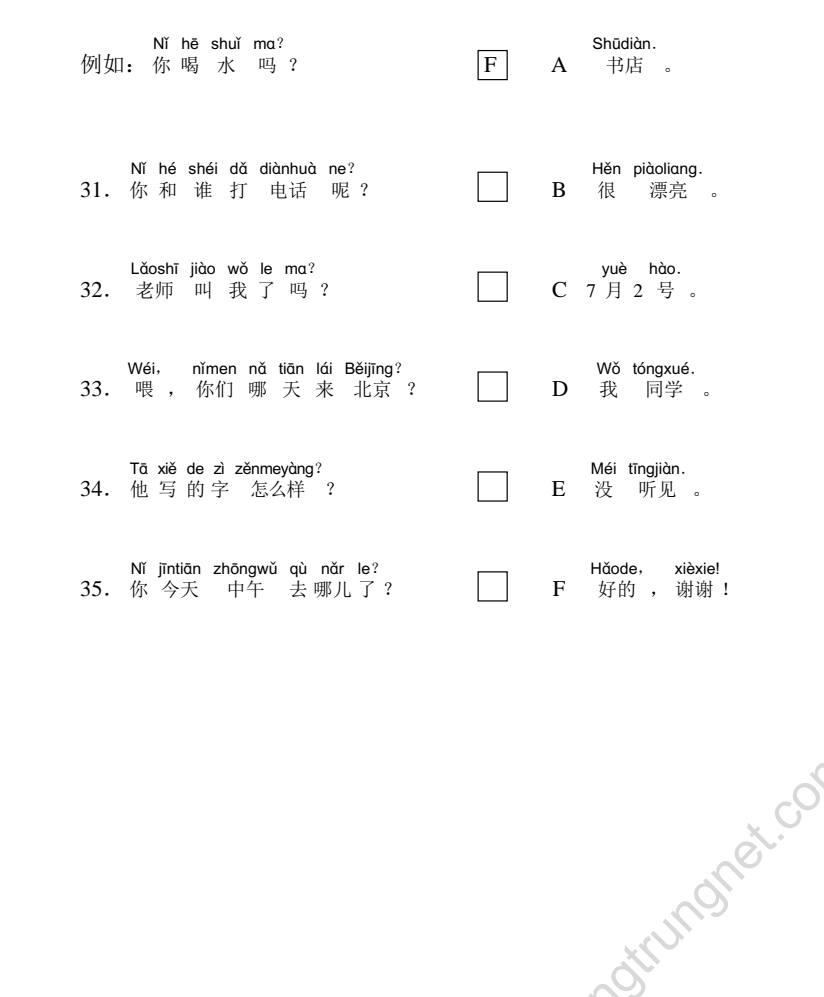 Nǐ hē shuǐ ma? Shūdiàn.
例如： 你 喝 水 吗 ？ F A 书店 。
Nǐ hé shéi dǎ diànhuà ne? Hěn piàoliang.
31. 你 和 谁 打 电话 呢 ？ B 很 漂亮 。
Lǎoshī jiào wǒ le ma? yuè hào.
32. 老师 叫 我 了 吗 ？ C 7 月 2 号 。
Wéi, nǐmen nǎ tiān lái Běijīng? Wǒ tóngxué.
33. 喂 ， 你们 哪 天 来 北京 ？ D 我 同学 。
Tā xiě de zì zěnmeyàng? Méi tīngjiàn.
34. 他 写 的 字 怎么样 ？ E 没 听见 。
Nǐ jīntiān zhōngwǔ qù nǎr le? Hǎode, xièxie!
35. 你 今天 中午 去 哪儿 了 ？ F 好的 ， 谢谢 ！